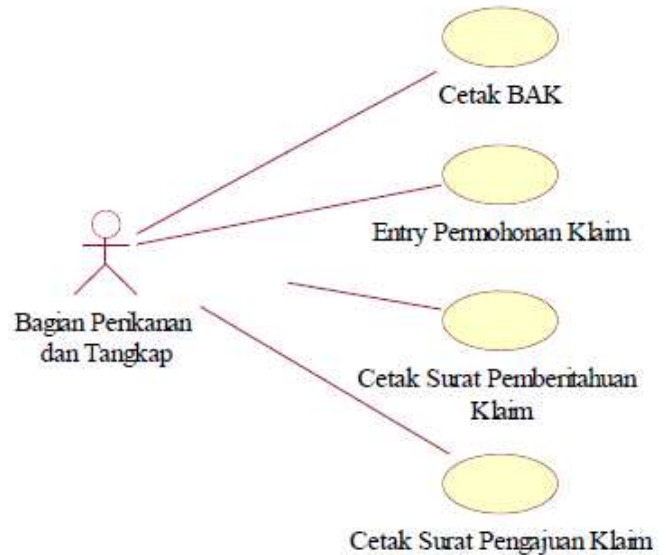 Cetak BAK
Entry Permohonan Klaim
Bagian Perikanan
dan Tangkap
Cetak Surat Pemberitahuan
Klaim
Cetak Surat Pengajuan Klaim